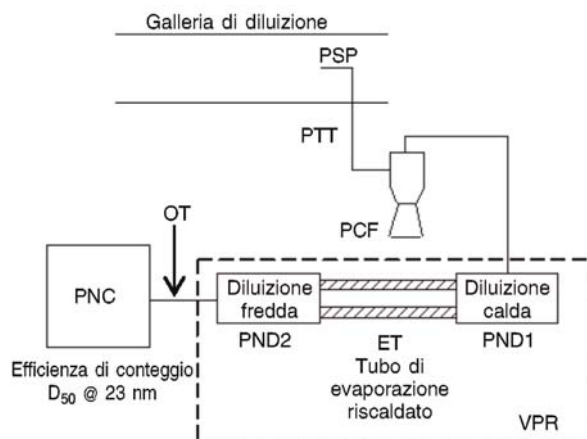 Galleria di diluizione
PSP
PTT
PCF
OT
PNC
Efficienza di conteggio
D₅₀ @ 23 nm
Diluizione
fredda
PND2
ET
Tubo di
evaporazione
riscaldato
Diluizione
calda
PND1
VPR